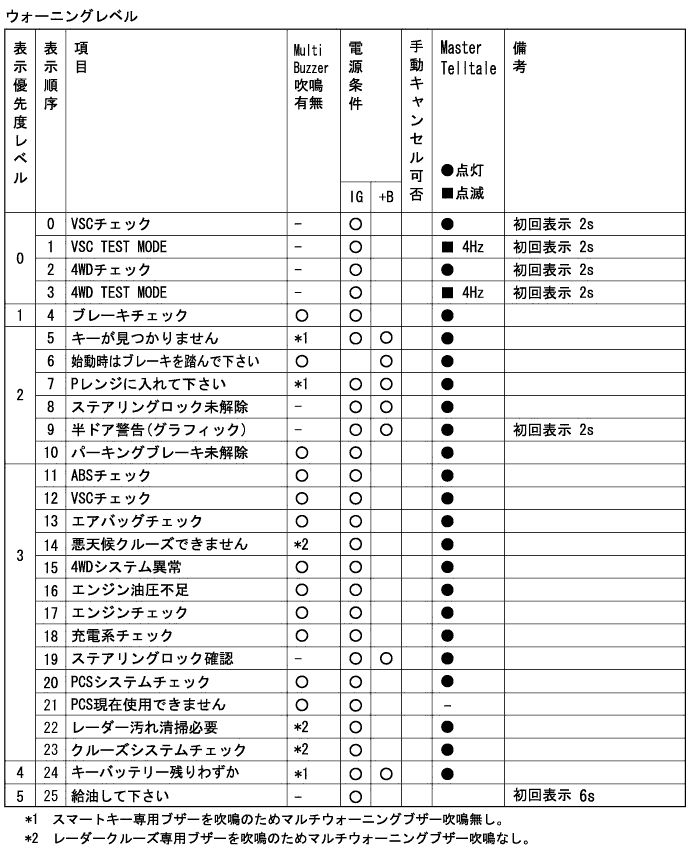 ウォーニングレベル
表示優先度レベル 表示順序 項目 Multi Buzzer 吹鳴有無 電源条件 手動キャンセル可否 Master Telltale 備考
●点灯
IG +B ■点滅
0 0 VSCチェック - ○ ● 初回表示 2s
1 VSC TEST MODE - ○ ■ 4Hz 初回表示 2s
2 4WDチェック - ○ ● 初回表示 2s
3 4WD TEST MODE - ○ ■ 4Hz 初回表示 2s
1 4 ブレーキチェック ○ ○ ●
2 5 キーが見つかりません *1 ○ ○ ●
6 始動時はブレーキを踏んで下さい ○ ○ ●
7 Pレンジに入れて下さい *1 ○ ○ ●
8 ステアリングロック未解除 - ○ ○ ●
9 半ドア警告(グラフィック) - ○ ○ ● 初回表示 2s
10 パーキングブレーキ未解除 ○ ○ ●
3 11 ABSチェック ○ ○ ●
12 VSCチェック ○ ○ ●
13 エアバッグチェック ○ ○ ●
14 悪天候クルーズできません *2 ○ ●
15 4WDシステム異常 ○ ○ ●
16 エンジン油圧不足 ○ ○ ●
17 エンジンチェック ○ ○ ●
18 充電系チェック ○ ○ ●
19 ステアリングロック確認 - ○ ○ ●
20 PCSシステムチェック ○ ○ ●
21 PCS現在使用できません ○ ○ -
22 レーダー汚れ清掃必要 *2 ○ ●
23 クルーズシステムチェック *2 ○ ●
4 24 キーバッテリー残りわずか *1 ○ ○ ●
5 25 給油して下さい - ○ 初回表示 6s
*1 スマートキー専用ブザーを吹鳴のためマルチウォーニングブザー吹鳴無し。
*2 レーダークルーズ専用ブザーを吹鳴のためマルチウォーニングブザー吹鳴なし。